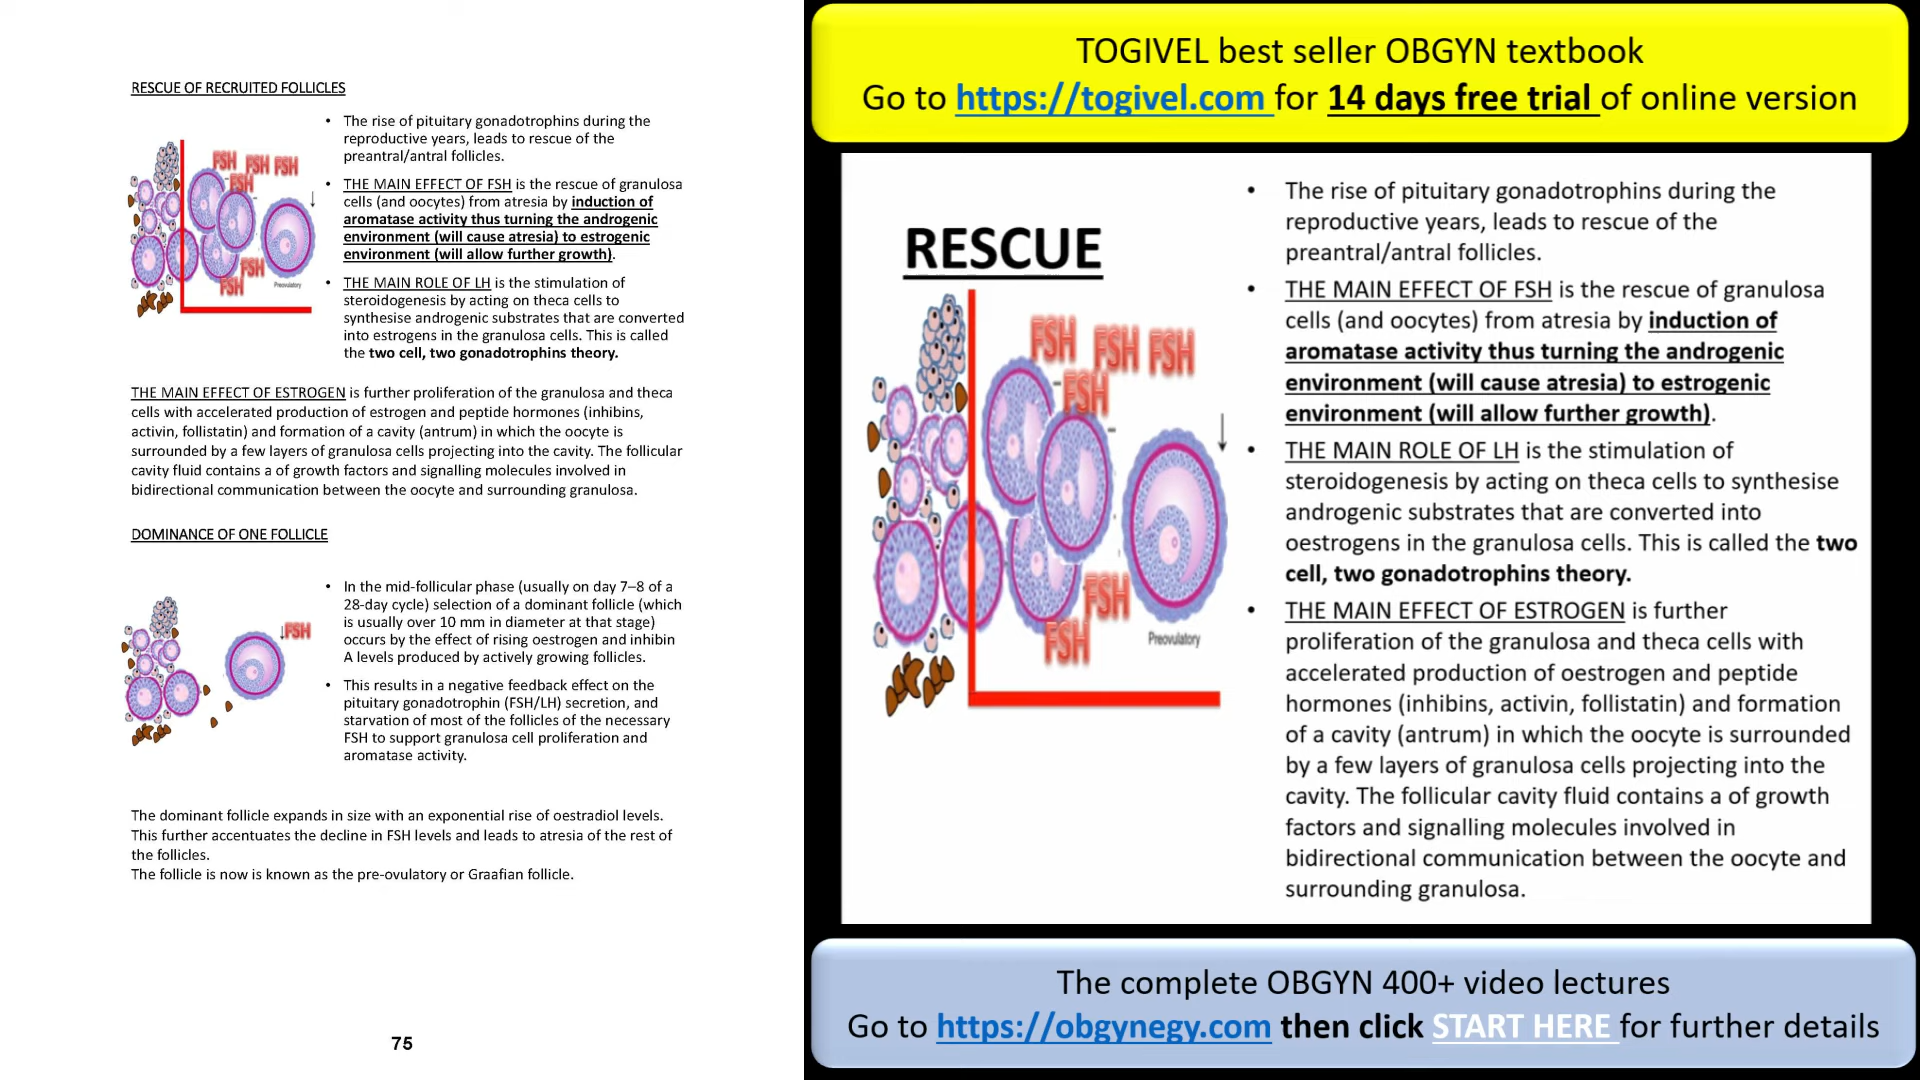 RESCUE OF RECRUITED FOLLICLES
• The rise of pituitary gonadotrophins during the
reproductive years, leads to rescue of the
preantral/antral follicles.
• THE MAIN EFFECT OF FSH is the rescue of granulosa
cells (and oocytes) from atresia by induction of
aromatase activity thus turning the androgenic
environment (will cause atresia) to estrogenic
environment (will allow further growth).
• THE MAIN ROLE OF LH is the stimulation of
steroidogenesis by acting on theca cells to
synthesise androgenic substrates that are converted
into estrogens in the granulosa cells. This is called
the two cell, two gonadotrophins theory.
FSH FSH FSH
FSH
FSH
FSH
Preovulatory
THE MAIN EFFECT OF ESTROGEN is further proliferation of the granulosa and theca
cells with accelerated production of estrogen and peptide hormones (inhibins,
activin, follistatin) and formation of a cavity (antrum) in which the oocyte is
surrounded by a few layers of granulosa cells projecting into the cavity. The follicular
cavity fluid contains a of growth factors and signalling molecules involved in
bidirectional communication between the oocyte and surrounding granulosa.
DOMINANCE OF ONE FOLLICLE
↓FSH
• In the mid-follicular phase (usually on day 7–8 of a
28-day cycle) selection of a dominant follicle (which
is usually over 10 mm in diameter at that stage)
occurs by the effect of rising oestrogen and inhibin
A levels produced by actively growing follicles.
• This results in a negative feedback effect on the
pituitary gonadotrophin (FSH/LH) secretion, and
starvation of most of the follicles of the necessary
FSH to support granulosa cell proliferation and
aromatase activity.
The dominant follicle expands in size with an exponential rise of oestradiol levels.
This further accentuates the decline in FSH levels and leads to atresia of the rest of
the follicles.
The follicle is now is known as the pre-ovulatory or Graafian follicle.
75
TOGIVEL best seller OBGYN textbook
Go to https://togivel.com for 14 days free trial of online version
RESCUE
FSH FSH FSH
FSH
FSH
FSH
Preovulatory
• The rise of pituitary gonadotrophins during the
reproductive years, leads to rescue of the
preantral/antral follicles.
• THE MAIN EFFECT OF FSH is the rescue of granulosa
cells (and oocytes) from atresia by induction of
aromatase activity thus turning the androgenic
environment (will cause atresia) to estrogenic
environment (will allow further growth).
• THE MAIN ROLE OF LH is the stimulation of
steroidogenesis by acting on theca cells to synthesise
androgenic substrates that are converted into
oestrogens in the granulosa cells. This is called the two
cell, two gonadotrophins theory.
• THE MAIN EFFECT OF ESTROGEN is further
proliferation of the granulosa and theca cells with
accelerated production of oestrogen and peptide
hormones (inhibins, activin, follistatin) and formation
of a cavity (antrum) in which the oocyte is surrounded
by a few layers of granulosa cells projecting into the
cavity. The follicular cavity fluid contains a of growth
factors and signalling molecules involved in
bidirectional communication between the oocyte and
surrounding granulosa.
The complete OBGYN 400+ video lectures
Go to https://obgynegy.com then click START HERE for further details